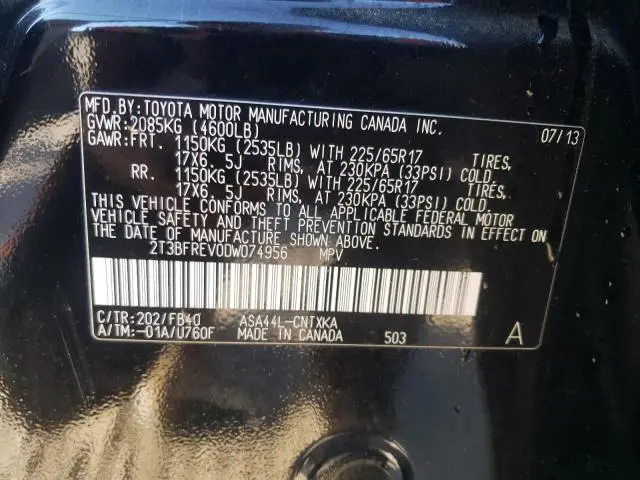 MFD.BY:TOYOTA MOTOR MANUFACTURING CANADA INC. 07/13
GVWR:2085KG (4600LB)
GAWR:FRT. 1150KG (2535LB) WITH 225/65R17 TIRES,
17X6.5J RIMS, AT 230KPA (33PSI) COLD.
RR. 1150KG (2535LB) WITH 225/65R17 TIRES,
17X6.5J RIMS, AT 230KPA (33PSI) COLD.
THIS VEHICLE CONFORMS TO ALL APPLICABLE FEDERAL MOTOR
VEHICLE SAFETY AND THEFT PREVENTION STANDARDS IN EFFECT ON
THE DATE OF MANUFACTURE SHOWN ABOVE.
2T3BFREV0DW074956 MPV
C/TR:202/FB40 ASA44L-CNTXKA
A/TM:-01A/U760F MADE IN CANADA 503 A